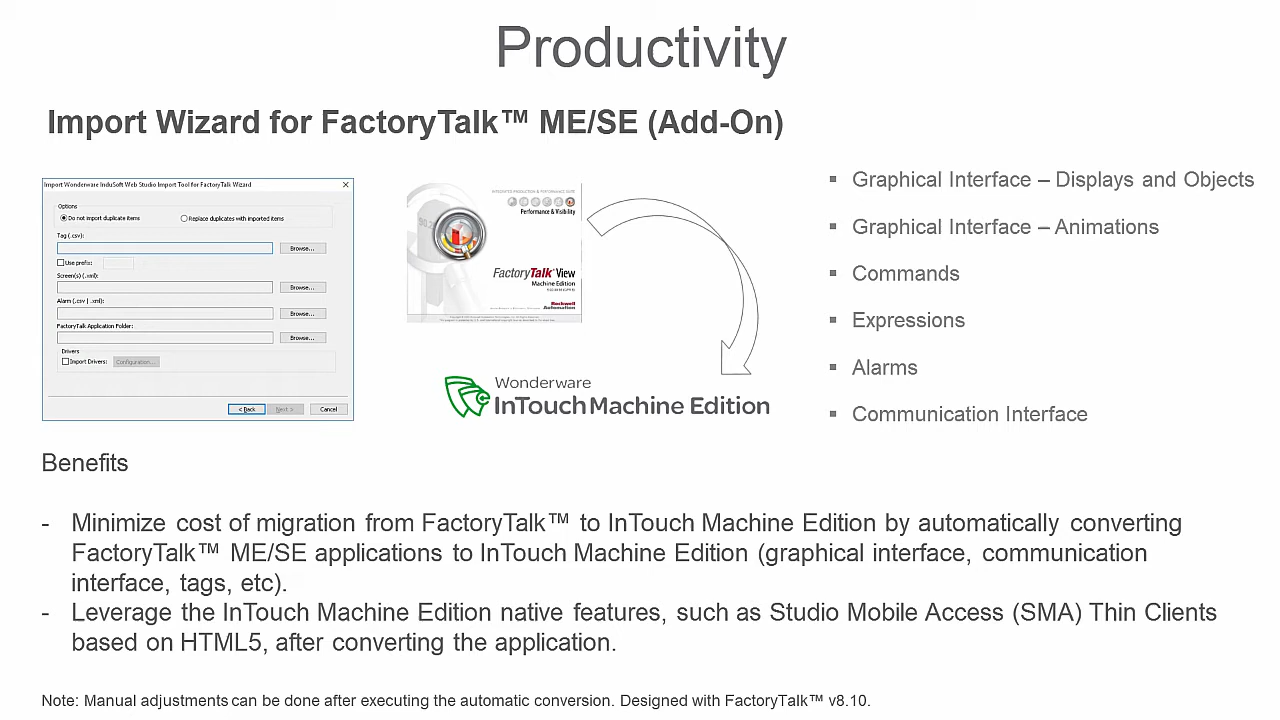 Productivity
Import Wizard for FactoryTalk™ ME/SE (Add-On)
Import Wonderware InduSoft Web Studio Import Tool for FactoryTalk Wizard
Options
Do not import duplicate items
Replace duplicates with imported items
Tag (.csv):
Browse...
Use prefix:
Screen(s) (.xml):
Browse...
Alarm (.csv | .xml):
Browse...
FactoryTalk Application Folder:
Browse...
Drivers
Import Drivers:
Configuration...
< Back
Next >
Cancel
INTEGRATED PRODUCTION & PERFORMANCE SUITE
Performance & Visibility
FactoryTalk View
Machine Edition
Rockwell
Automation
Wonderware
InTouch Machine Edition
▪ Graphical Interface – Displays and Objects
▪ Graphical Interface – Animations
▪ Commands
▪ Expressions
▪ Alarms
▪ Communication Interface
Benefits
- Minimize cost of migration from FactoryTalk™ to InTouch Machine Edition by automatically converting
FactoryTalk™ ME/SE applications to InTouch Machine Edition (graphical interface, communication
interface, tags, etc).
- Leverage the InTouch Machine Edition native features, such as Studio Mobile Access (SMA) Thin Clients
based on HTML5, after converting the application.
Note: Manual adjustments can be done after executing the automatic conversion. Designed with FactoryTalk™ v8.10.